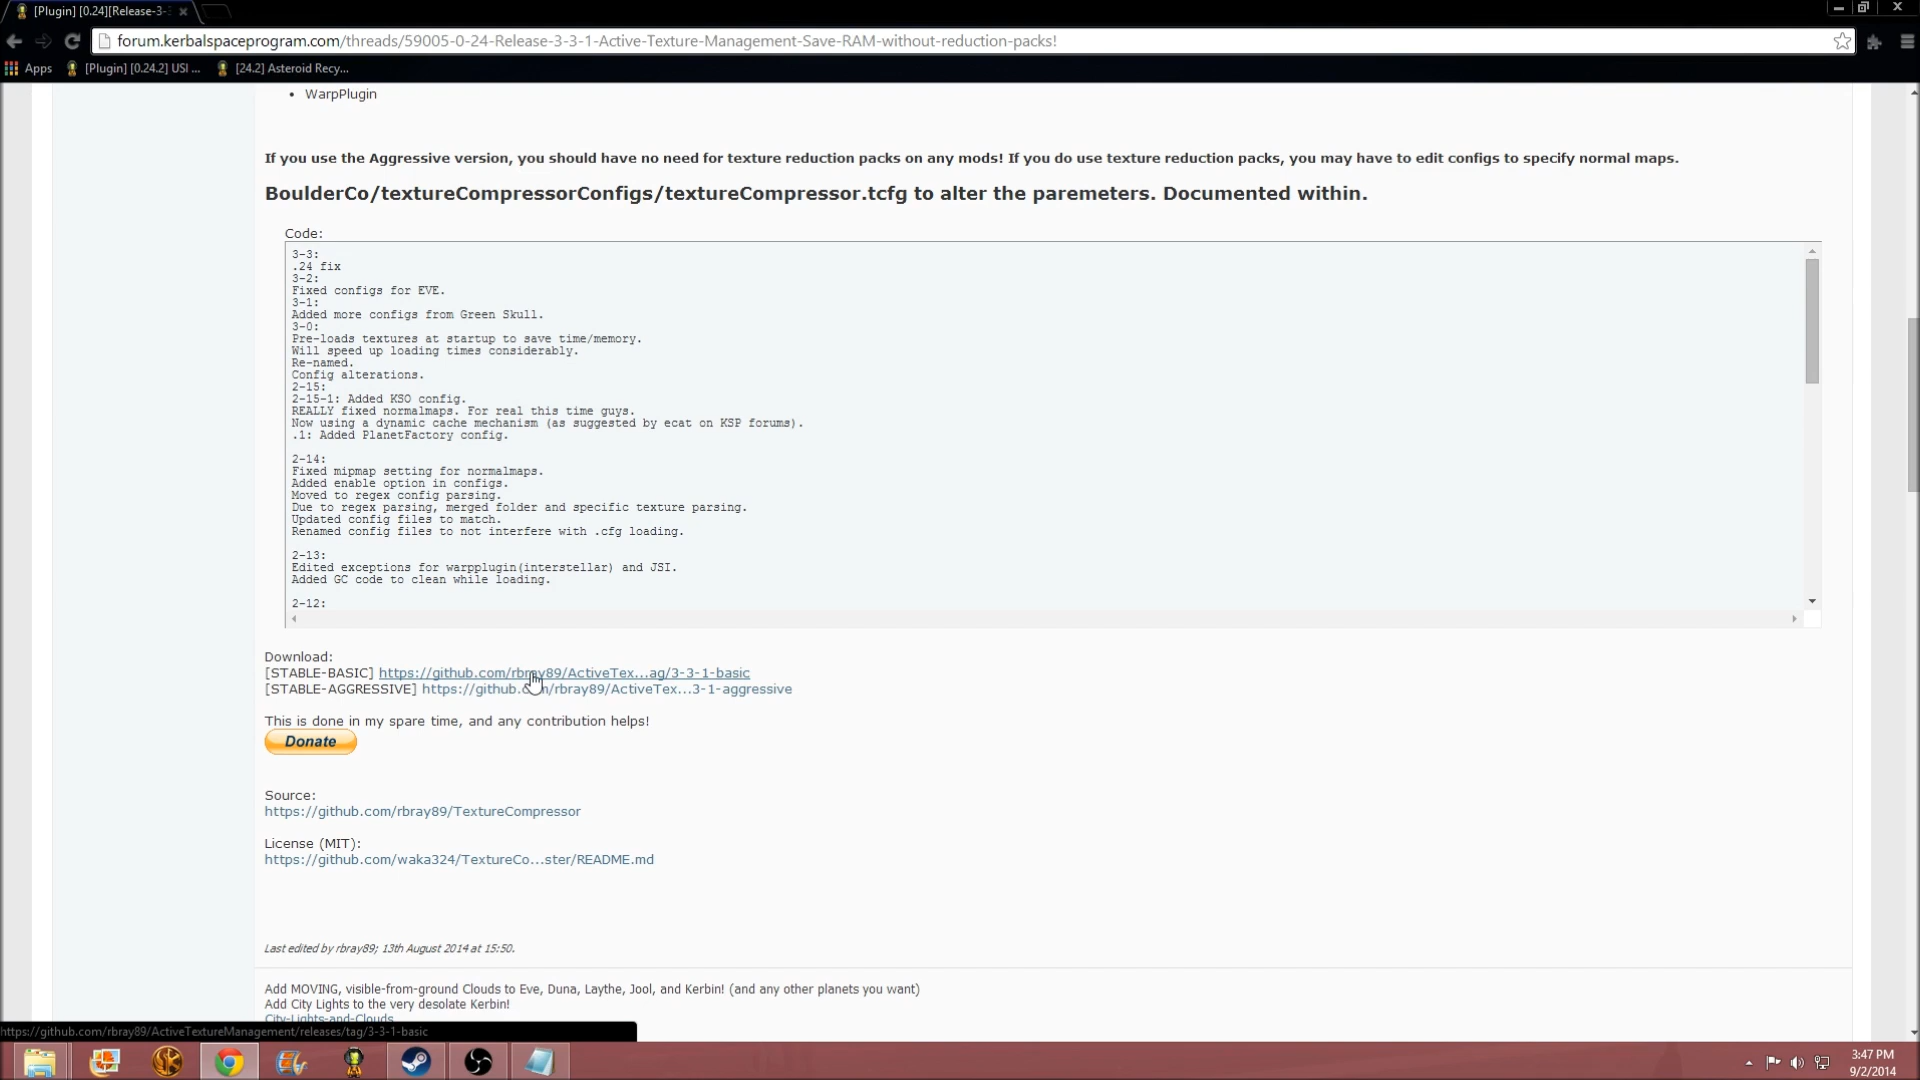 [Plugin] [0.24][Release-3-
forum.kerbalspaceprogram.com/threads/59005-0-24-Release-3-3-1-Active-Texture-Management-Save-RAM-without-reduction-packs!
Apps [Plugin] [0.24.2] USI ... [24.2] Asteroid Recy...
• WarpPlugin
If you use the Aggressive version, you should have no need for texture reduction packs on any mods! If you do use texture reduction packs, you may have to edit configs to specify normal maps.
BoulderCo/textureCompressorConfigs/textureCompressor.tcfg to alter the paremeters. Documented within.
Code:
3-3:
.24 fix
3-2:
Fixed configs for EVE.
3-1:
Added more configs from Green Skull.
3-0:
Pre-loads textures at startup to save time/memory.
Will speed up loading times considerably.
Re-named.
Config alterations.
2-15:
2-15-1: Added KSO config.
REALLY fixed normalmaps. For real this time guys.
Now using a dynamic cache mechanism (as suggested by ecat on KSP forums).
.1: Added PlanetFactory config.
2-14:
Fixed mipmap setting for normalmaps.
Added enable option in configs.
Moved to regex config parsing.
Due to regex parsing, merged folder and specific texture parsing.
Updated config files to match.
Renamed config files to not interfere with .cfg loading.
2-13:
Edited exceptions for warpplugin(interstellar) and JSI.
Added GC code to clean while loading.
2-12:
Download:
[STABLE-BASIC] https://github.com/rbray89/ActiveTex...ag/3-3-1-basic
[STABLE-AGGRESSIVE] https://github.com/rbray89/ActiveTex...3-1-aggressive
This is done in my spare time, and any contribution helps!
Donate
Source:
https://github.com/rbray89/TextureCompressor
License (MIT):
https://github.com/waka324/TextureCo...ster/README.md
Last edited by rbray89; 13th August 2014 at 15:50.
Add MOVING, visible-from-ground Clouds to Eve, Duna, Laythe, Jool, and Kerbin! (and any other planets you want)
Add City Lights to the very desolate Kerbin!
City-Lights-and-Clouds
https://github.com/rbray89/ActiveTextureManagement/releases/tag/3-3-1-basic
3:47 PM
9/2/2014